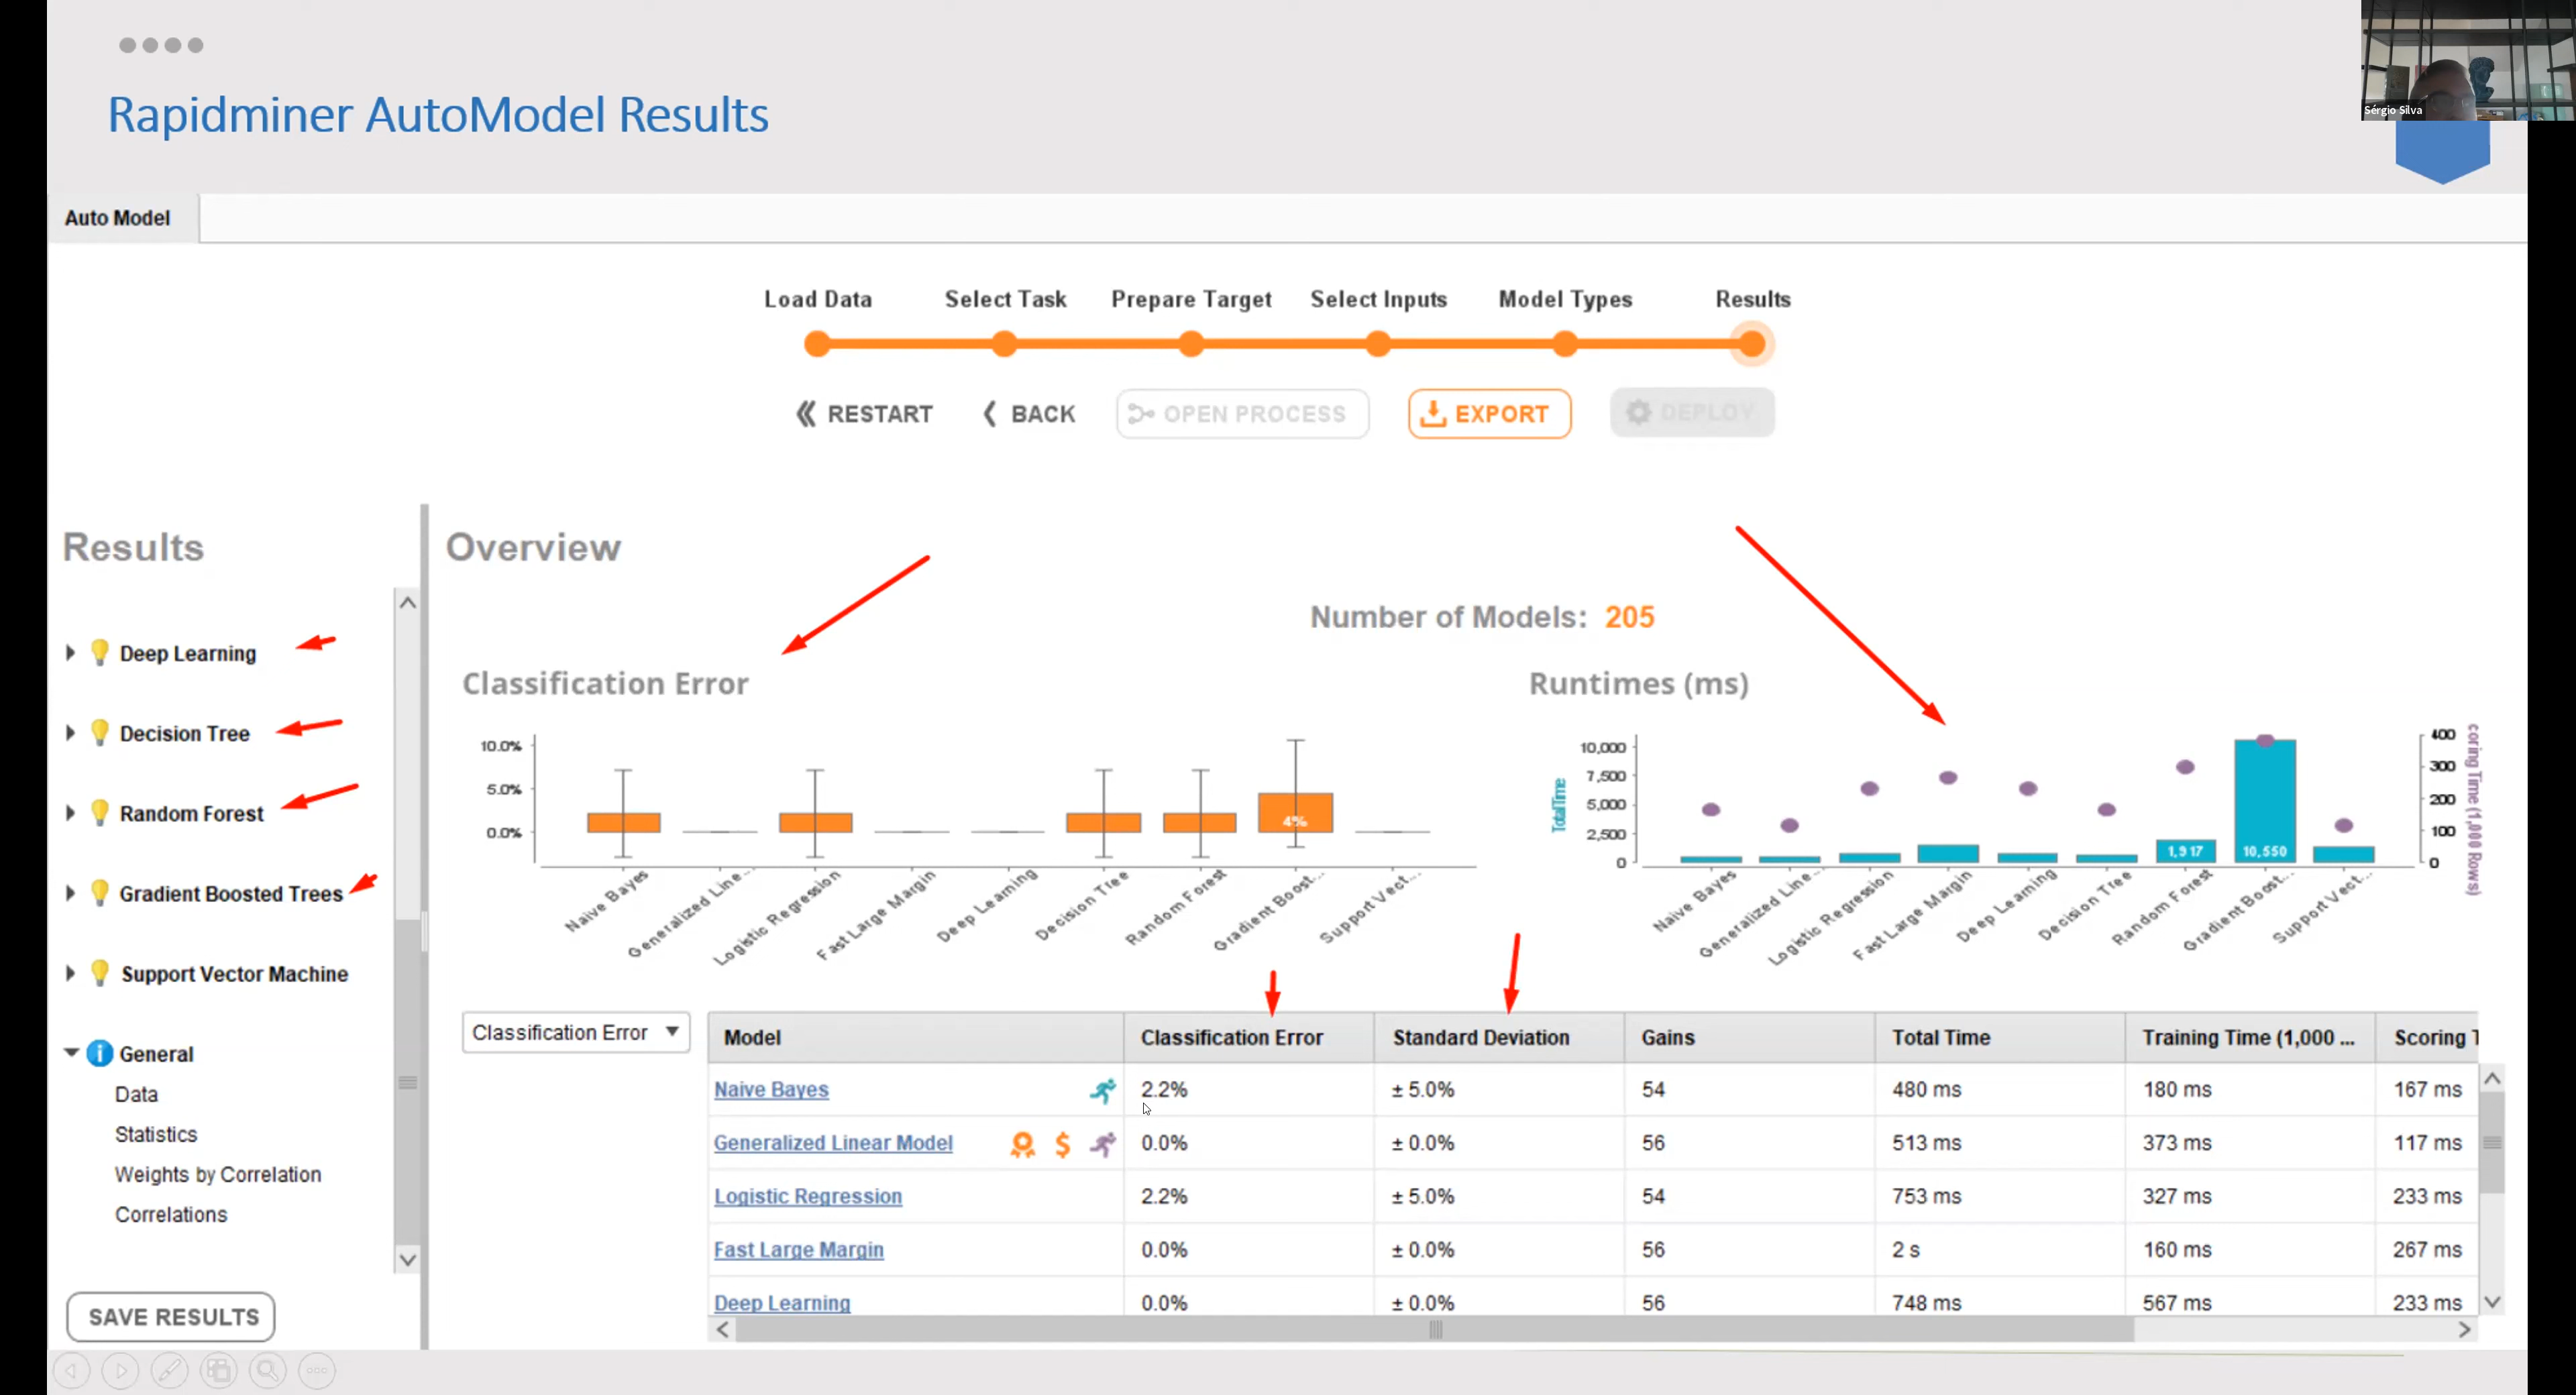 Rapidminer AutoModel Results
Sérgio Silva
Auto Model
Load Data Select Task Prepare Target Select Inputs Model Types Results
RESTART BACK OPEN PROCESS EXPORT DEPLOY
Results
Deep Learning
Decision Tree
Random Forest
Gradient Boosted Trees
Support Vector Machine
General
Data
Statistics
Weights by Correlation
Correlations
SAVE RESULTS
Overview
Number of Models: 205
Classification Error
10.0%
5.0%
0.0%
4%
Naive Bayes
Generalized Line...
Logistic Regression
Fast Large Margin
Deep Learning
Decision Tree
Random Forest
Gradient Boost...
Support Vect...
Runtimes (ms)
Total Time
10,000
7,500
5,000
2,500
0
1,917
10,550
400
300
200
100
0
coring Time (1,000 Rows)
Naive Bayes
Generalized Line...
Logistic Regression
Fast Large Margin
Deep Learning
Decision Tree
Random Forest
Gradient Boost...
Support Vect...
Classification Error
Model Classification Error Standard Deviation Gains Total Time Training Time (1,000 ... Scoring T
Naive Bayes 2.2% ± 5.0% 54 480 ms 180 ms 167 ms
Generalized Linear Model $ 0.0% ± 0.0% 56 513 ms 373 ms 117 ms
Logistic Regression 2.2% ± 5.0% 54 753 ms 327 ms 233 ms
Fast Large Margin 0.0% ± 0.0% 56 2 s 160 ms 267 ms
Deep Learning 0.0% ± 0.0% 56 748 ms 567 ms 233 ms